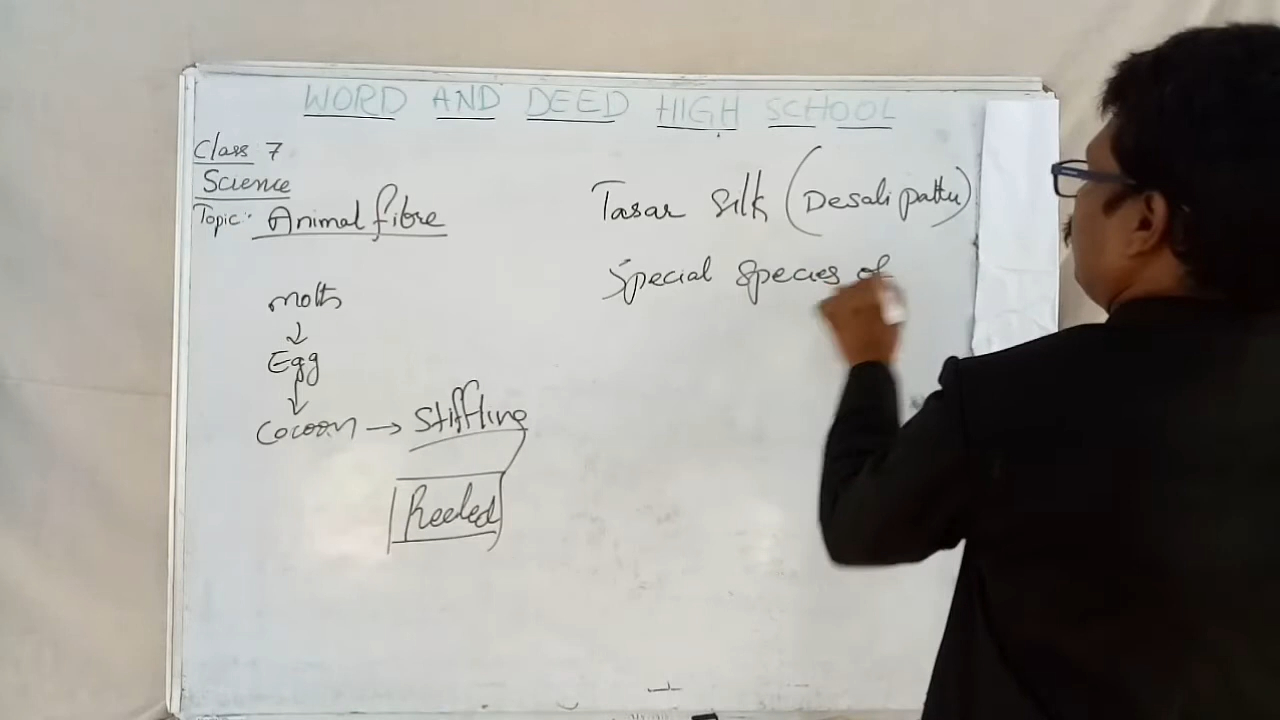 WORD AND DEED HIGH SCHOOL
Class 7
Science
Topic: Animal fibre
Tasar silk (Desali pattu)
Special species of
moths
Egg
Cocoon → Stiffling
Reeled